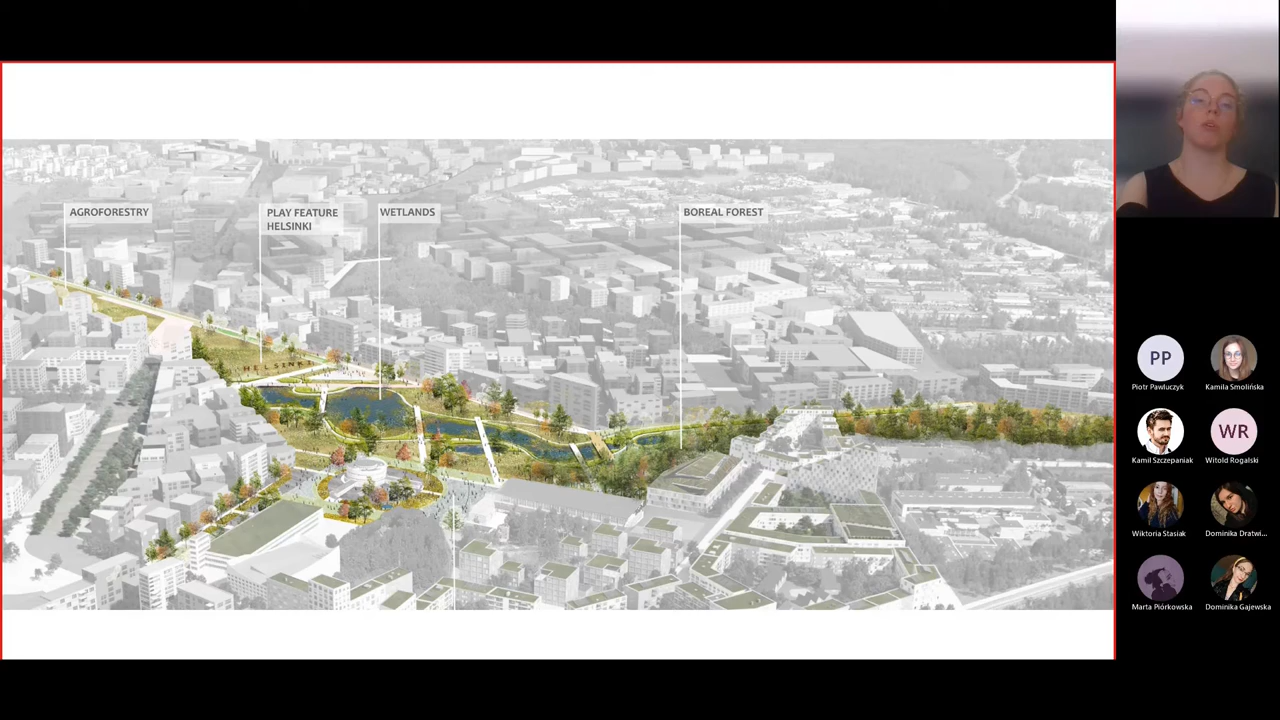 AGROFORESTRY
PLAY FEATURE
HELSINKI
WETLANDS
BOREAL FOREST
HELSINKI
PP
Piotr Pawluczyk
Kamila Smolińska
Kamil Szczepaniak
WR
Witold Rogalski
Wiktoria Stasiak
Dominika Dratwi...
Marta Piórkowska
Dominika Gajewska